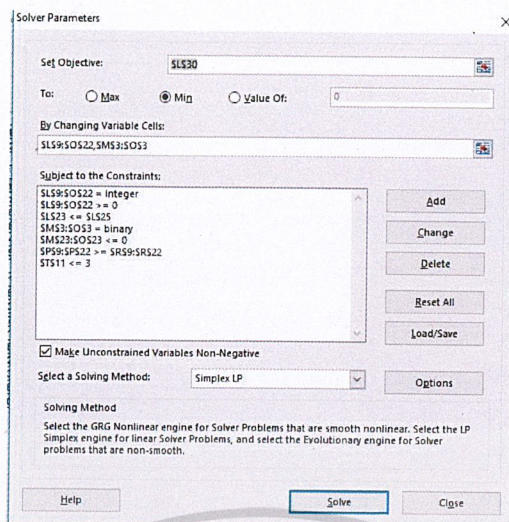 Solver Parameters
×
Set Objective:
$L$30
To:
Max
Min
Value Of:
0
By Changing Variable Cells:
$L$9:$O$22,$M$3:$O$3
Subject to the Constraints:
$L$9:$O$22 = integer
$L$9:$O$22 >= 0
$L$23 <= $L$25
$M$3:$O$3 = binary
$M$23:$O$23 <= 0
$P$9:$P$22 >= $R$9:$R$22
$T$11 <= 3
Add
Change
Delete
Reset All
Load/Save
Make Unconstrained Variables Non-Negative
Select a Solving Method:
Simplex LP
Options
Solving Method
Select the GRG Nonlinear engine for Solver Problems that are smooth nonlinear. Select the LP
Simplex engine for linear Solver Problems, and select the Evolutionary engine for Solver
problems that are non-smooth.
Help
Solve
Close